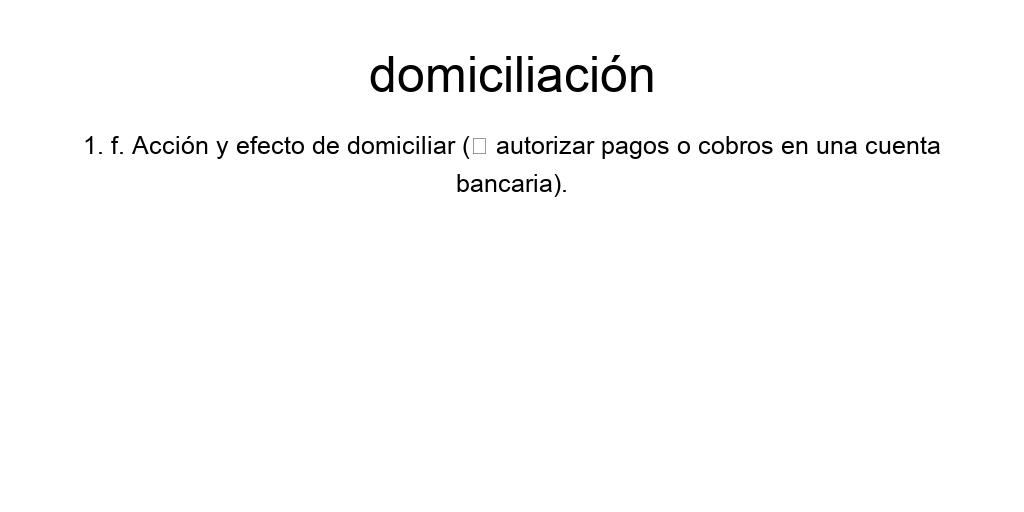 domiciliación
1. f. Acción y efecto de domiciliar (□ autorizar pagos o cobros en una cuenta
bancaria).